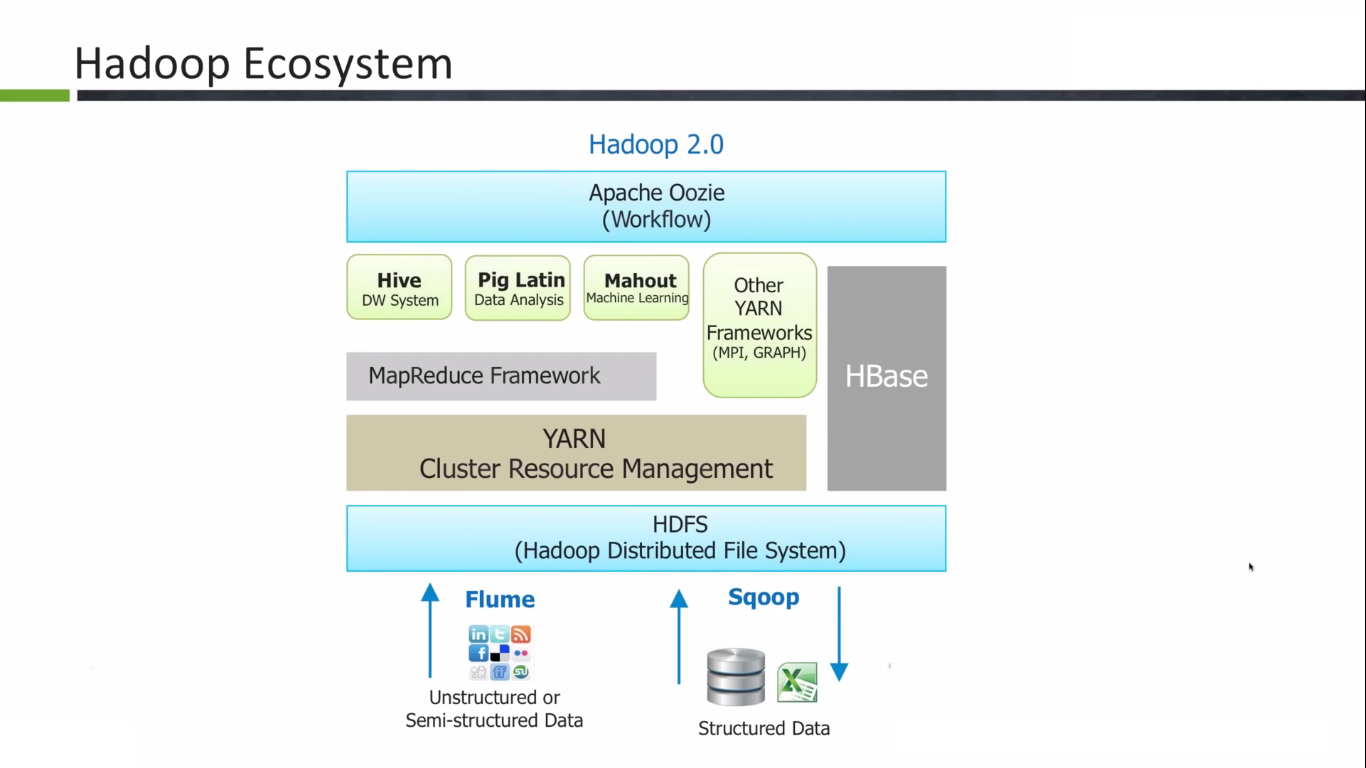 Hadoop Ecosystem
Hadoop 2.0
Apache Oozie
(Workflow)
Hive
DW System
Pig Latin
Data Analysis
Mahout
Machine Learning
Other
YARN
Frameworks
(MPI, GRAPH)
HBase
MapReduce Framework
YARN
Cluster Resource Management
HDFS
(Hadoop Distributed File System)
Flume
Unstructured or
Semi-structured Data
Sqoop
Structured Data